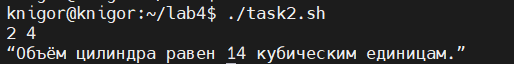 knigor@knigor:~/lab4$ ./task2.sh
2 4
“Объём цилиндра равен 14 кубическим единицам.”